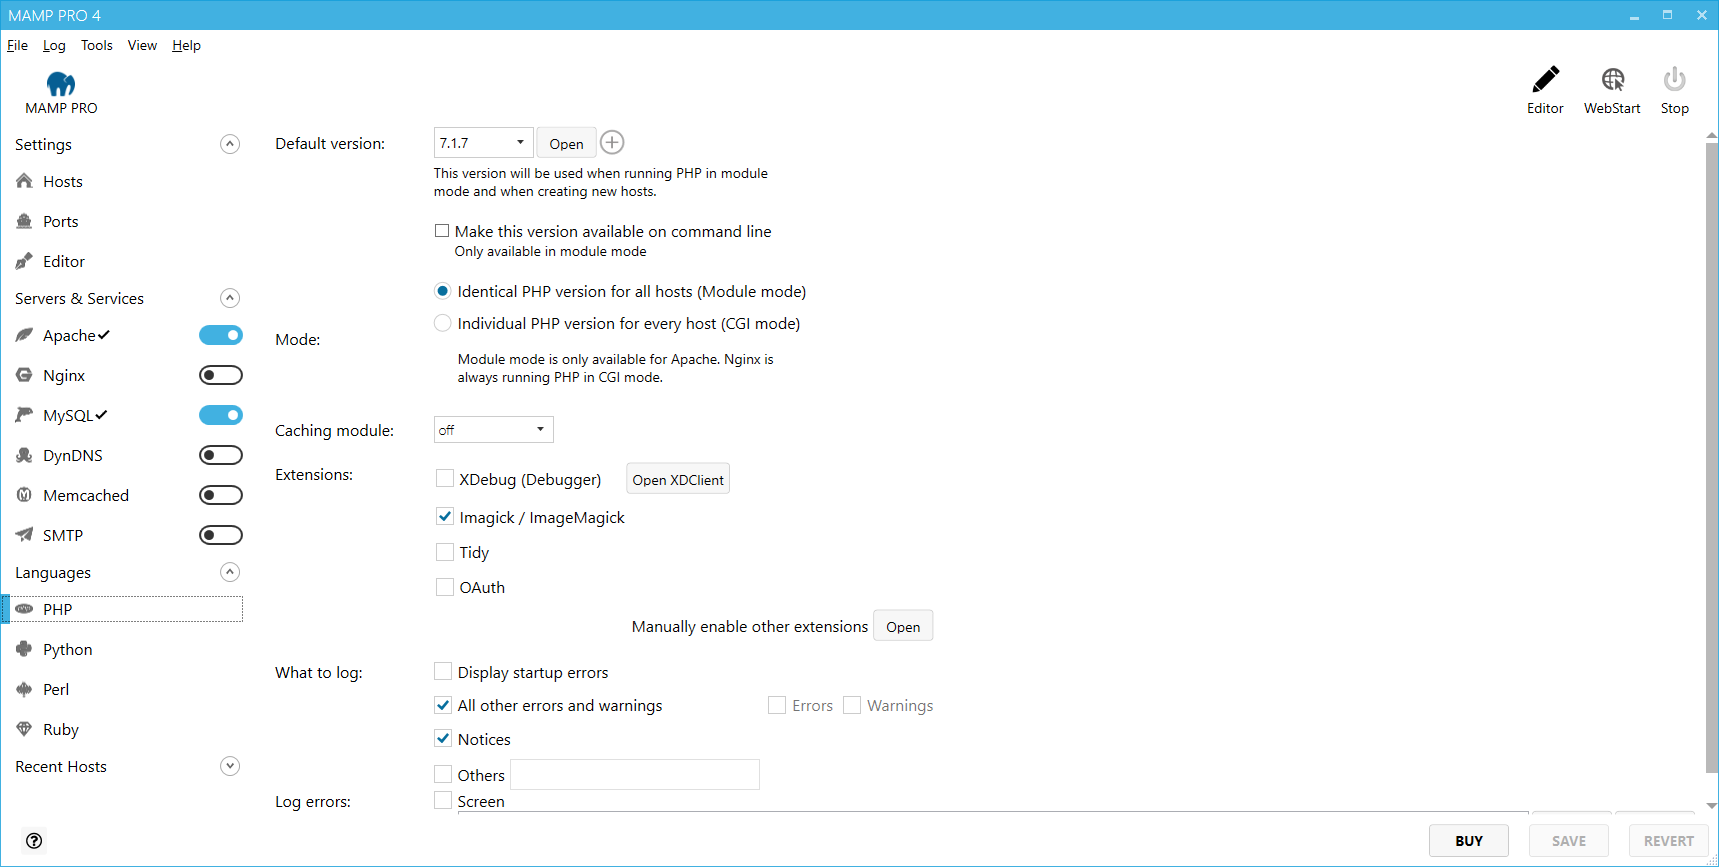 MAMP PRO 4
File Log Tools View Help
MAMP PRO
Editor WebStart Stop
Settings
Hosts
Ports
Editor
Servers & Services
Apache
Nginx
MySQL
DynDNS
Memcached
SMTP
Languages
PHP
Python
Perl
Ruby
Recent Hosts
Default version: 7.1.7 Open
This version will be used when running PHP in module
mode and when creating new hosts.
Make this version available on command line
Only available in module mode
Identical PHP version for all hosts (Module mode)
Individual PHP version for every host (CGI mode)
Mode:
Module mode is only available for Apache. Nginx is
always running PHP in CGI mode.
Caching module: off
Extensions: XDebug (Debugger) Open XDClient
Imagick / ImageMagick
Tidy
OAuth
Manually enable other extensions Open
What to log: Display startup errors
All other errors and warnings Errors Warnings
Notices
Others
Log errors: Screen
BUY SAVE REVERT